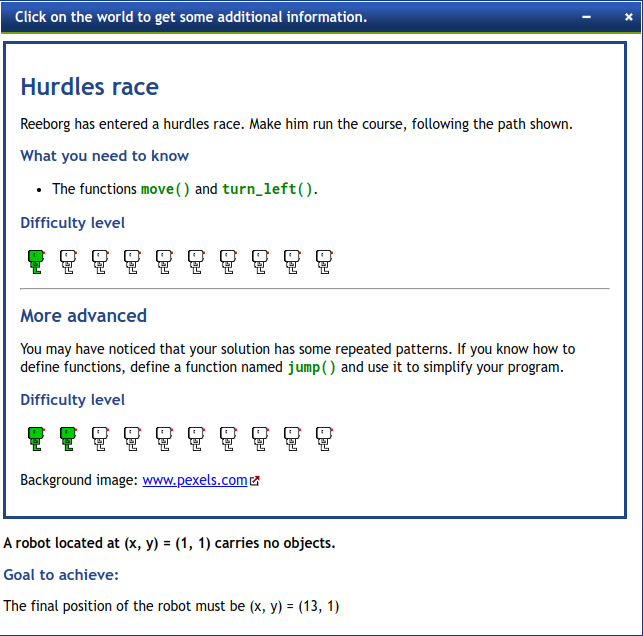 Click on the world to get some additional information.
Hurdles race
Reeborg has entered a hurdles race. Make him run the course, following the path shown.
What you need to know
• The functions move() and turn_left().
Difficulty level
More advanced
You may have noticed that your solution has some repeated patterns. If you know how to
define functions, define a function named jump() and use it to simplify your program.
Difficulty level
Background image: www.pexels.com
A robot located at (x, y) = (1, 1) carries no objects.
Goal to achieve:
The final position of the robot must be (x, y) = (13, 1)